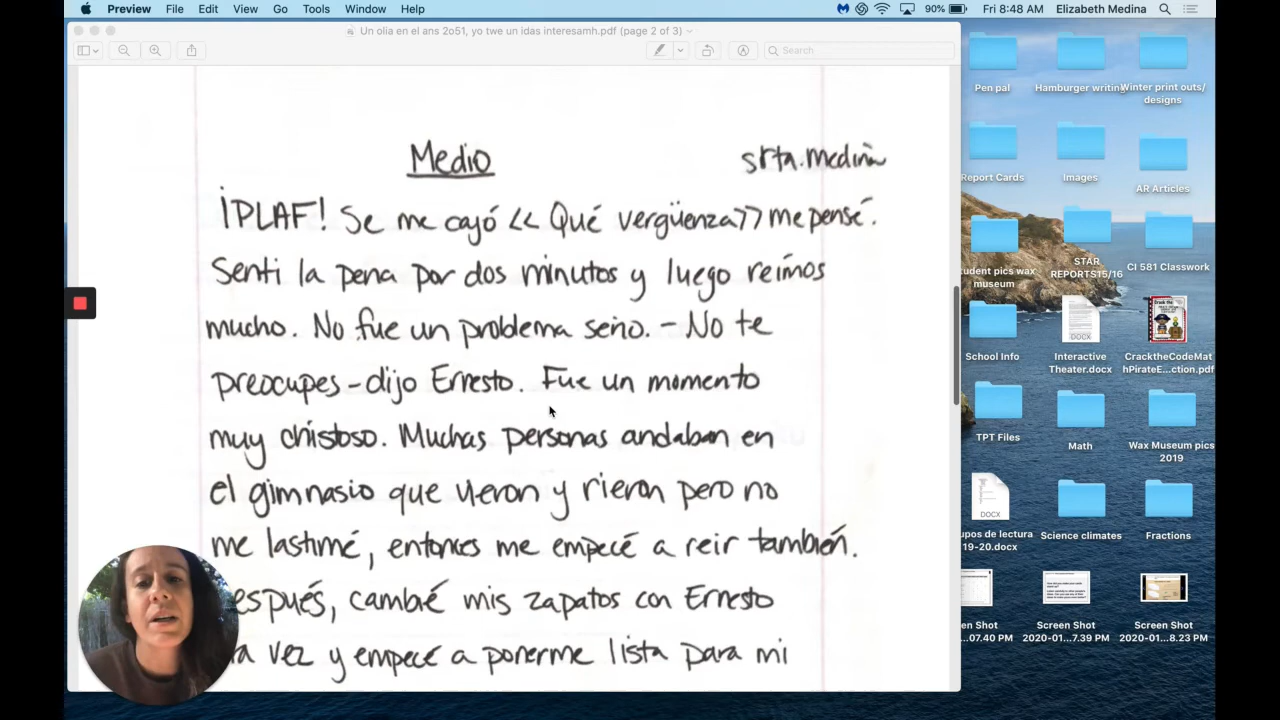 Preview File Edit View Go Tools Window Help 90% Fri 8:48 AM Elizabeth Medina
Un olia en el ans 2o51, yo twe un idas interesamh.pdf (page 2 of 3)
Search
Medio
srta. Medina
¡PLAF! Se me cayó << Qué vergüenza>> me pensé.
Senti la pena por dos minutos y luego reímos
mucho. No fue un problema serio. - No te
preocupes - dijo Ernesto. Fue un momento
muy chistoso. Muchas personas andaban en
el gimnasio que vieron y rieron pero no
me lastimé, entonces me empecé a reir también.
espués, cambé mis zapatos con Ernesto
vez y empecé a ponerme lista para mi
Pen pal
Hamburger writing
Winter print outs/
designs
Report Cards
Images
AR Articles
tudent pics wax
museum
STAR
REPORTS15/16
CI 581 Classwork
School Info
DOCX
Interactive
Theater.docx
CracktheCodeMat
hPirateE...ction.pdf
TPT Files
Math
Wax Museum pics
2019
DOCX
upos de lectura
19-20.docx
Science climates
Fractions
en Shot
...07.40 PM
Screen Shot
2020-01...7.39 PM
Screen Shot
2020-01...8.23 PM